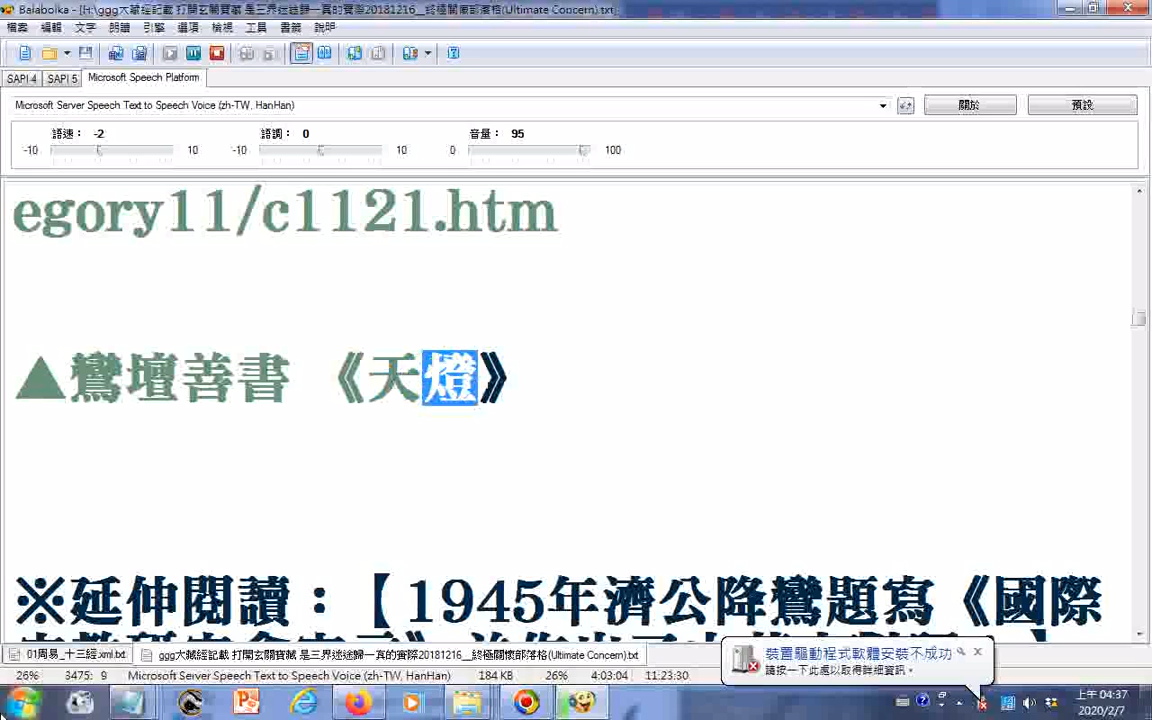 Balabolka - [H:\ggg大藏經記載 打開玄關寶藏 是三界迷途歸一真的實際20181216__終極關懷部落格(Ultimate Concern).txt]
檔案 編輯 文字 朗讀 引擎 選項 檢視 工具 書籤 說明
SAPI 4 SAPI 5 Microsoft Speech Platform
Microsoft Server Speech Text to Speech Voice (zh-TW, HanHan) 關於 預設
語速： -2 語調： 0 音量： 95
-10 10 -10 10 0 100
egory11/c1121.htm
▲鸞壇善書 《天燈》
※延伸閱讀：【1945年濟公降鸞題寫《國際
01周易_十三經.xml.txt ggg大藏經記載 打開玄關寶藏 是三界迷途歸一真的實際20181216__終極關懷部落格(Ultimate Concern).txt
裝置驅動程式軟體安裝不成功
請按一下此處以取得詳細資訊。
26% 3475: 9 Microsoft Server Speech Text to Speech Voice (zh-TW, HanHan) 184 KB 26% 4:03:04 11:23:30
上午 04:37
2020/2/7